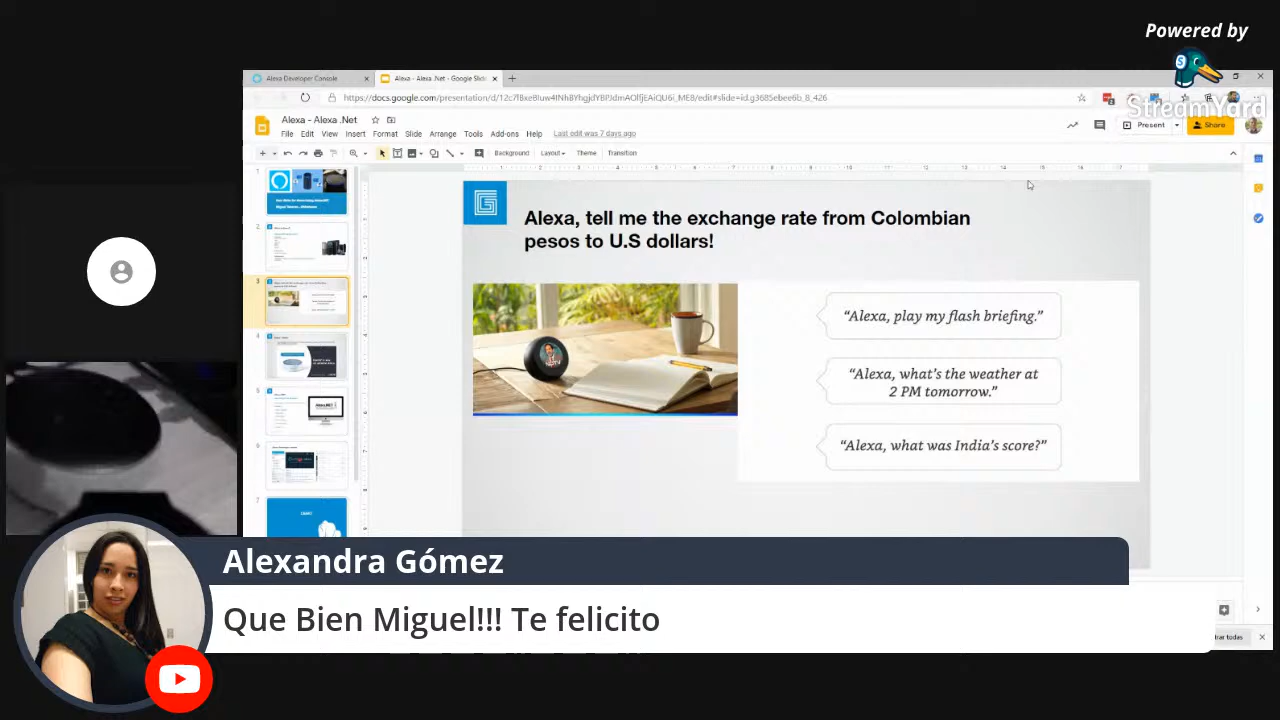 Powered by
StreamYard
Alexa Developer Console
Alexa - Alexa .Net - Google Slid
Alexa - Alexa .Net
File Edit View Insert Format Slide Arrange Tools Add-ons Help Last edit was 7 days ago
Present
Share
Background Layout Theme Transition
Alexa, tell me the exchange rate from Colombian
pesos to U.S dollars!
“Alexa, play my flash briefing.”
“Alexa, what’s the weather at
2 PM tomorrow.”
“Alexa, what was India’s score?”
Alexandra Gómez
Que Bien Miguel!!! Te felicito